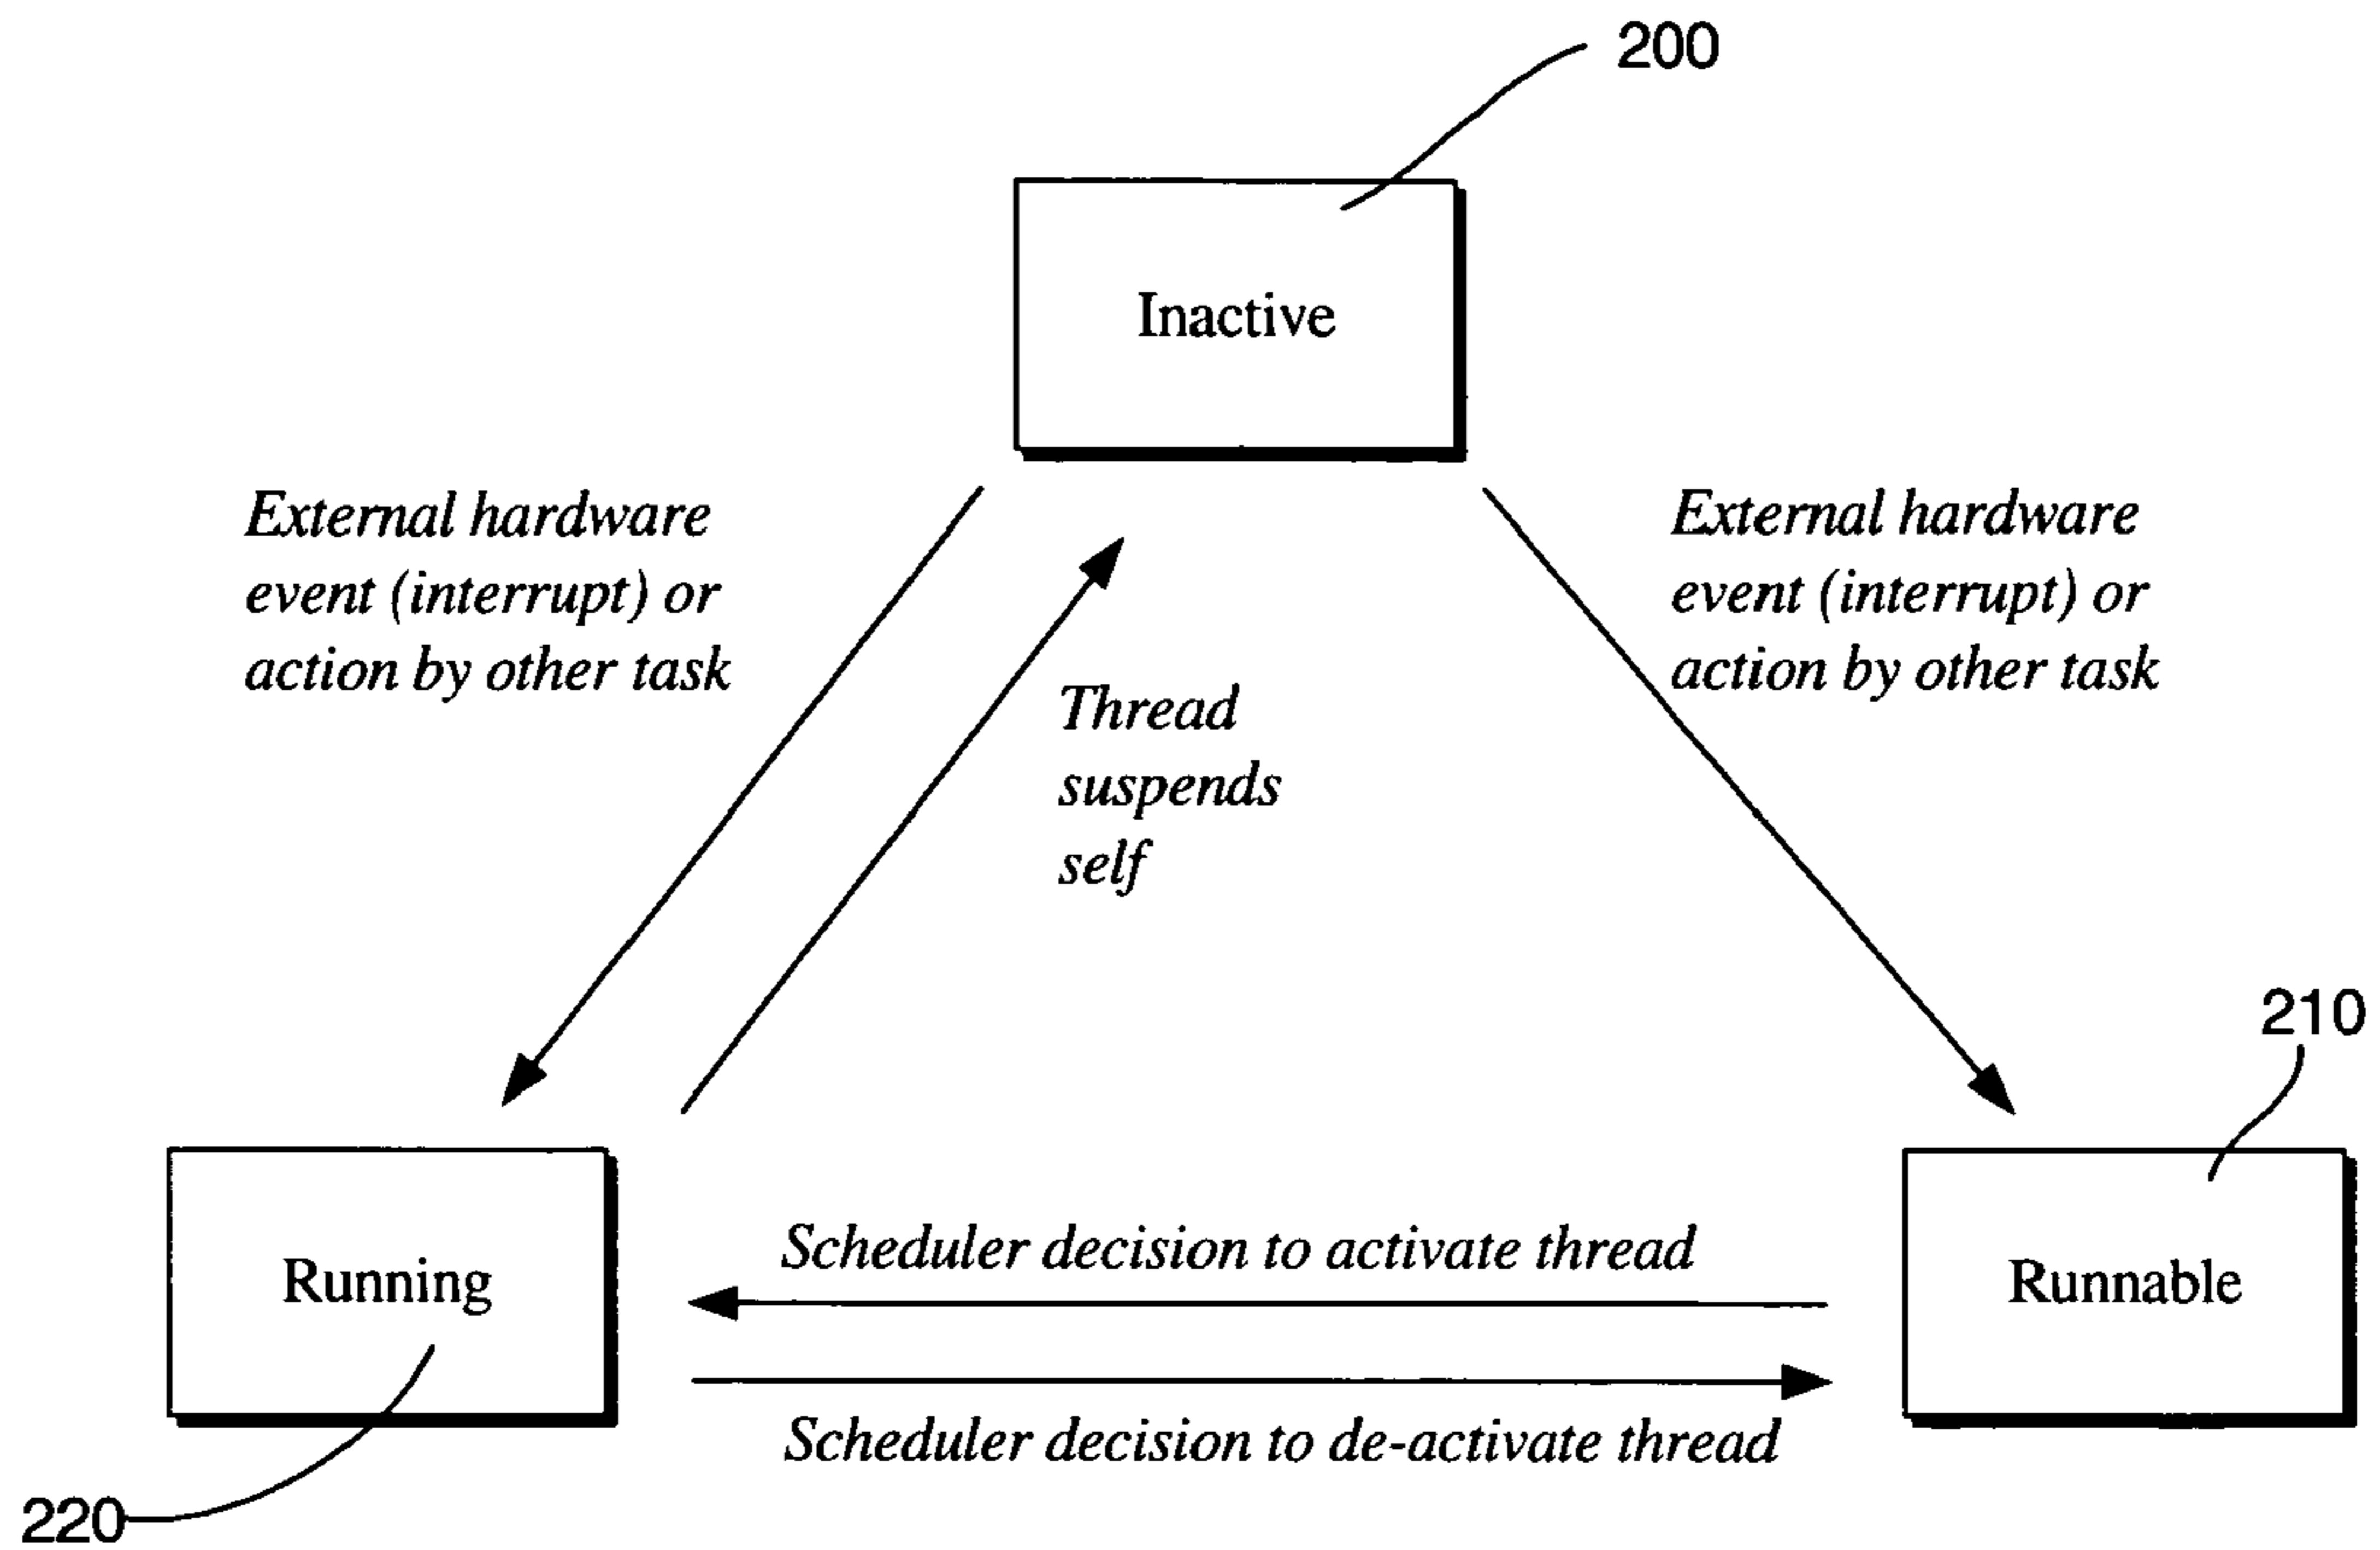 200
Inactive
External hardware
event (interrupt) or
action by other task
External hardware
event (interrupt) or
action by other task
Thread
suspends
self
210
Scheduler decision to activate thread
Running
Runnable
Scheduler decision to de-activate thread
220